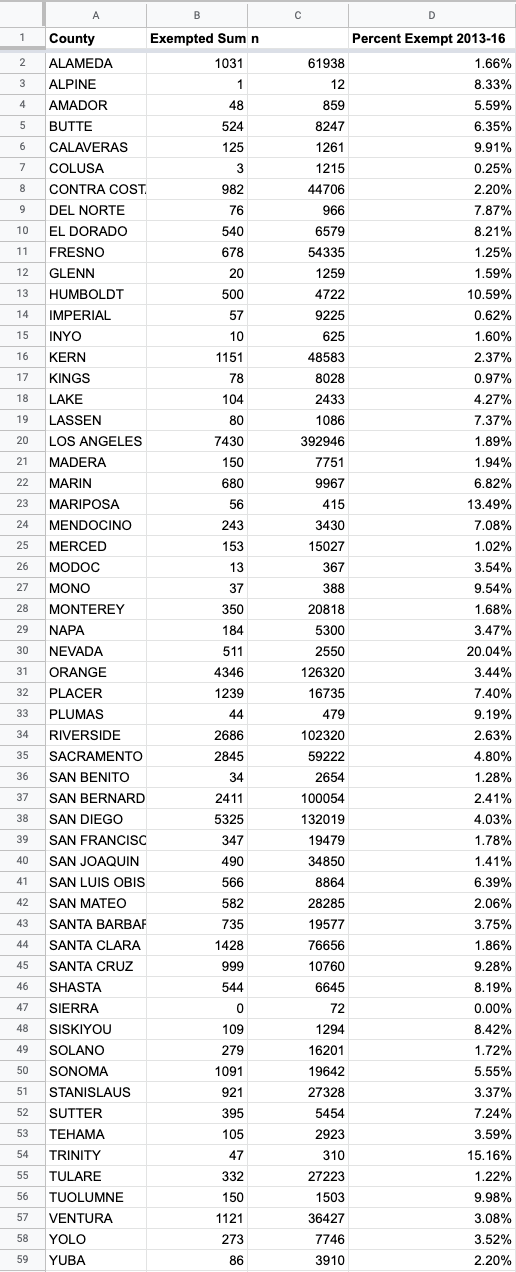 A B C D
1 County Exempted Sum n Percent Exempt 2013-16
2 ALAMEDA 1031 61938 1.66%
3 ALPINE 1 12 8.33%
4 AMADOR 48 859 5.59%
5 BUTTE 524 8247 6.35%
6 CALAVERAS 125 1261 9.91%
7 COLUSA 3 1215 0.25%
8 CONTRA COST. 982 44706 2.20%
9 DEL NORTE 76 966 7.87%
10 EL DORADO 540 6579 8.21%
11 FRESNO 678 54335 1.25%
12 GLENN 20 1259 1.59%
13 HUMBOLDT 500 4722 10.59%
14 IMPERIAL 57 9225 0.62%
15 INYO 10 625 1.60%
16 KERN 1151 48583 2.37%
17 KINGS 78 8028 0.97%
18 LAKE 104 2433 4.27%
19 LASSEN 80 1086 7.37%
20 LOS ANGELES 7430 392946 1.89%
21 MADERA 150 7751 1.94%
22 MARIN 680 9967 6.82%
23 MARIPOSA 56 415 13.49%
24 MENDOCINO 243 3430 7.08%
25 MERCED 153 15027 1.02%
26 MODOC 13 367 3.54%
27 MONO 37 388 9.54%
28 MONTEREY 350 20818 1.68%
29 NAPA 184 5300 3.47%
30 NEVADA 511 2550 20.04%
31 ORANGE 4346 126320 3.44%
32 PLACER 1239 16735 7.40%
33 PLUMAS 44 479 9.19%
34 RIVERSIDE 2686 102320 2.63%
35 SACRAMENTO 2845 59222 4.80%
36 SAN BENITO 34 2654 1.28%
37 SAN BERNARD 2411 100054 2.41%
38 SAN DIEGO 5325 132019 4.03%
39 SAN FRANCISC 347 19479 1.78%
40 SAN JOAQUIN 490 34850 1.41%
41 SAN LUIS OBIS 566 8864 6.39%
42 SAN MATEO 582 28285 2.06%
43 SANTA BARBAR 735 19577 3.75%
44 SANTA CLARA 1428 76656 1.86%
45 SANTA CRUZ 999 10760 9.28%
46 SHASTA 544 6645 8.19%
47 SIERRA 0 72 0.00%
48 SISKIYOU 109 1294 8.42%
49 SOLANO 279 16201 1.72%
50 SONOMA 1091 19642 5.55%
51 STANISLAUS 921 27328 3.37%
52 SUTTER 395 5454 7.24%
53 TEHAMA 105 2923 3.59%
54 TRINITY 47 310 15.16%
55 TULARE 332 27223 1.22%
56 TUOLUMNE 150 1503 9.98%
57 VENTURA 1121 36427 3.08%
58 YOLO 273 7746 3.52%
59 YUBA 86 3910 2.20%